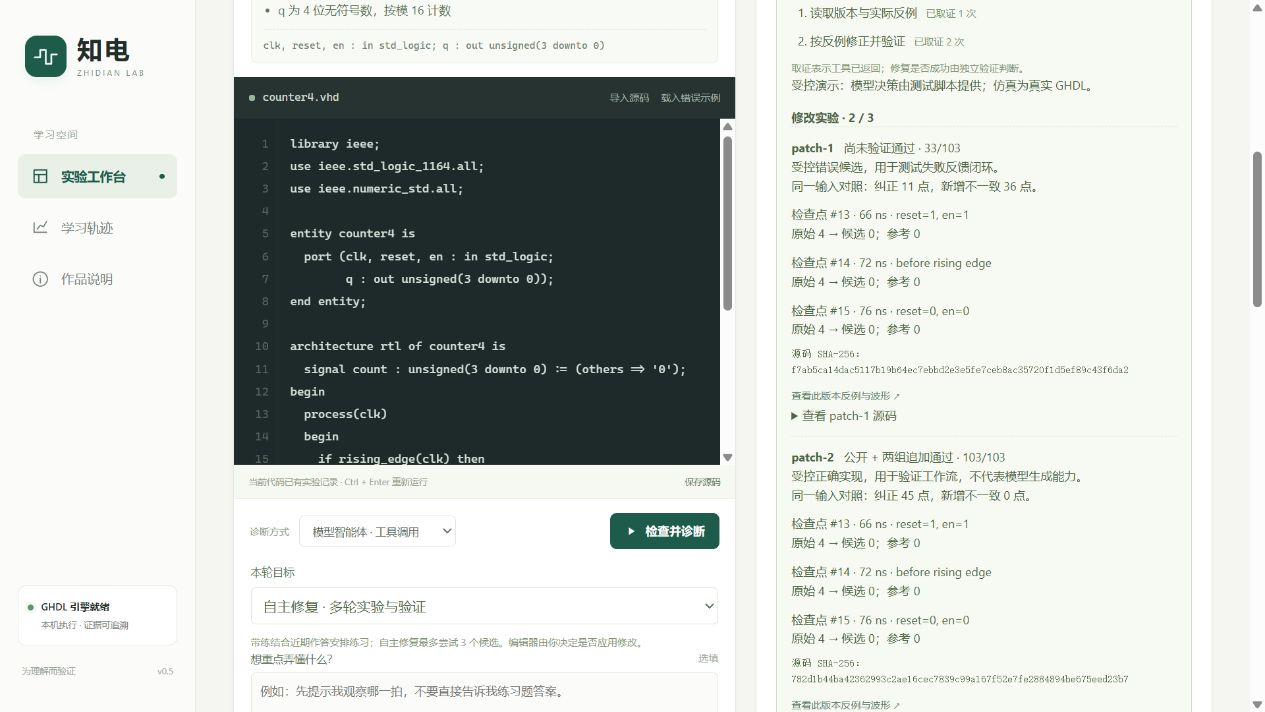 知电
ZHIDIAN LAB
学习空间
实验工作台
学习轨迹
作品说明
GHDL 引擎就绪
本机执行 · 证据可追溯
为理解而验证
v0.5
q 为 4 位无符号数，按模 16 计数
clk, reset, en : in std_logic; q : out unsigned(3 downto 0)
counter4.vhd
导入源码 载入错误示例
1 library ieee;
2 use ieee.std_logic_1164.all;
3 use ieee.numeric_std.all;
4
5 entity counter4 is
6 port (clk, reset, en : in std_logic;
7 q : out unsigned(3 downto 0));
8 end entity;
9
10 architecture rtl of counter4 is
11 signal count : unsigned(3 downto 0) := (others => '0');
12 begin
13 process(clk)
14 begin
15 if rising_edge(clk) then
当前代码已有实验记录 · Ctrl + Enter 重新运行
保存源码
诊断方式
模型智能体 · 工具调用
检查并诊断
本轮目标
自主修复 · 多轮实验与验证
带练结合近期作答安排练习；自主修复最多尝试 3 个候选。编辑器由你决定是否应用修改。
想重点弄懂什么？
选填
例如：先提示我观察哪一拍，不要直接告诉我练习题答案。
1. 读取版本与实际反例 已取证 1 次
2. 按反例修正并验证 已取证 2 次
取证表示工具已返回；修复是否成功由独立验证判断。
受控演示：模型决策由测试脚本提供；仿真为真实 GHDL。
修改实验 · 2 / 3
patch-1 尚未验证通过 · 33/103
受控错误候选，用于测试失败反馈闭环。
同一输入对照：纠正 11 点，新增不一致 36 点。
检查点 #13 · 66 ns · reset=1, en=1
原始 4 → 候选 0；参考 0
检查点 #14 · 72 ns · before rising edge
原始 4 → 候选 0；参考 0
检查点 #15 · 76 ns · reset=0, en=0
原始 4 → 候选 0；参考 0
源码 SHA-256:
f7ab5ca14dac5117b19b64ec7ebbd2e3e5fe7ceb8ac35720f1d5ef89c43f6da2
查看此版本反例与波形 ↗
▶ 查看 patch-1 源码
patch-2 公开 + 两组追加通过 · 103/103
受控正确实现，用于验证工作流，不代表模型生成能力。
同一输入对照：纠正 45 点，新增不一致 0 点。
检查点 #13 · 66 ns · reset=1, en=1
原始 4 → 候选 0；参考 0
检查点 #14 · 72 ns · before rising edge
原始 4 → 候选 0；参考 0
检查点 #15 · 76 ns · reset=0, en=0
原始 4 → 候选 0；参考 0
源码 SHA-256:
782d1b44ba42362993c2ae16cec7839c99a167f52e7fe2884894be675eed23b7
查看此版本反例与波形 ↗